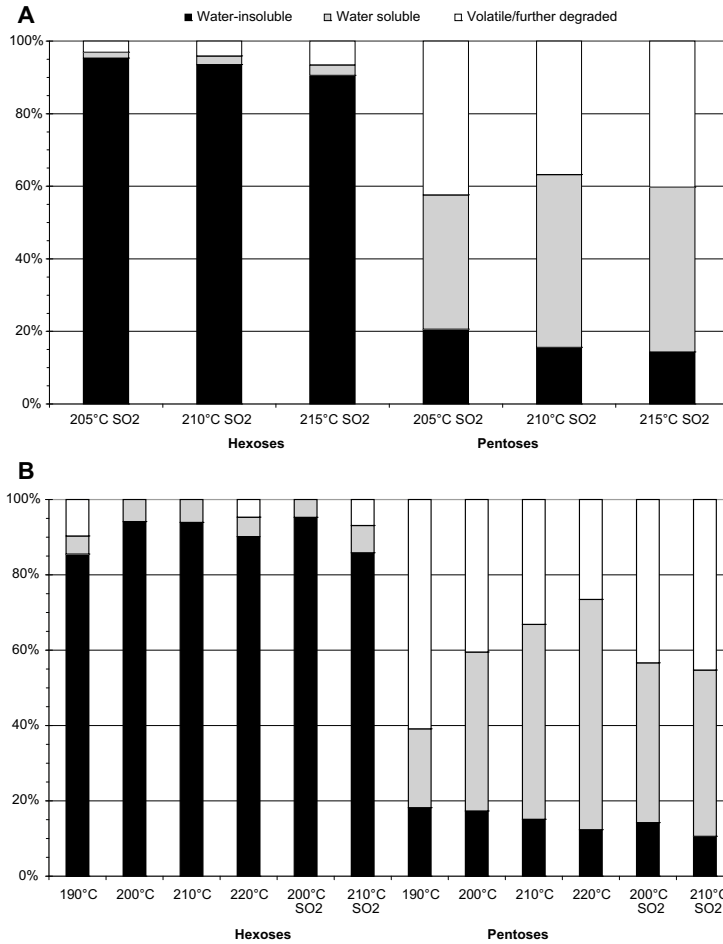 A
Water-insoluble Water soluble Volatile/further degraded
100%
80%
60%
40%
20%
0%
205°C SO2 210°C SO2 215°C SO2 205°C SO2 210°C SO2 215°C SO2
Hexoses Pentoses
B
100%
80%
60%
40%
20%
0%
190°C 200°C 210°C 220°C 200°C 210°C 190°C 200°C 210°C 220°C 200°C 210°C
SO2 SO2 SO2 SO2
Hexoses Pentoses